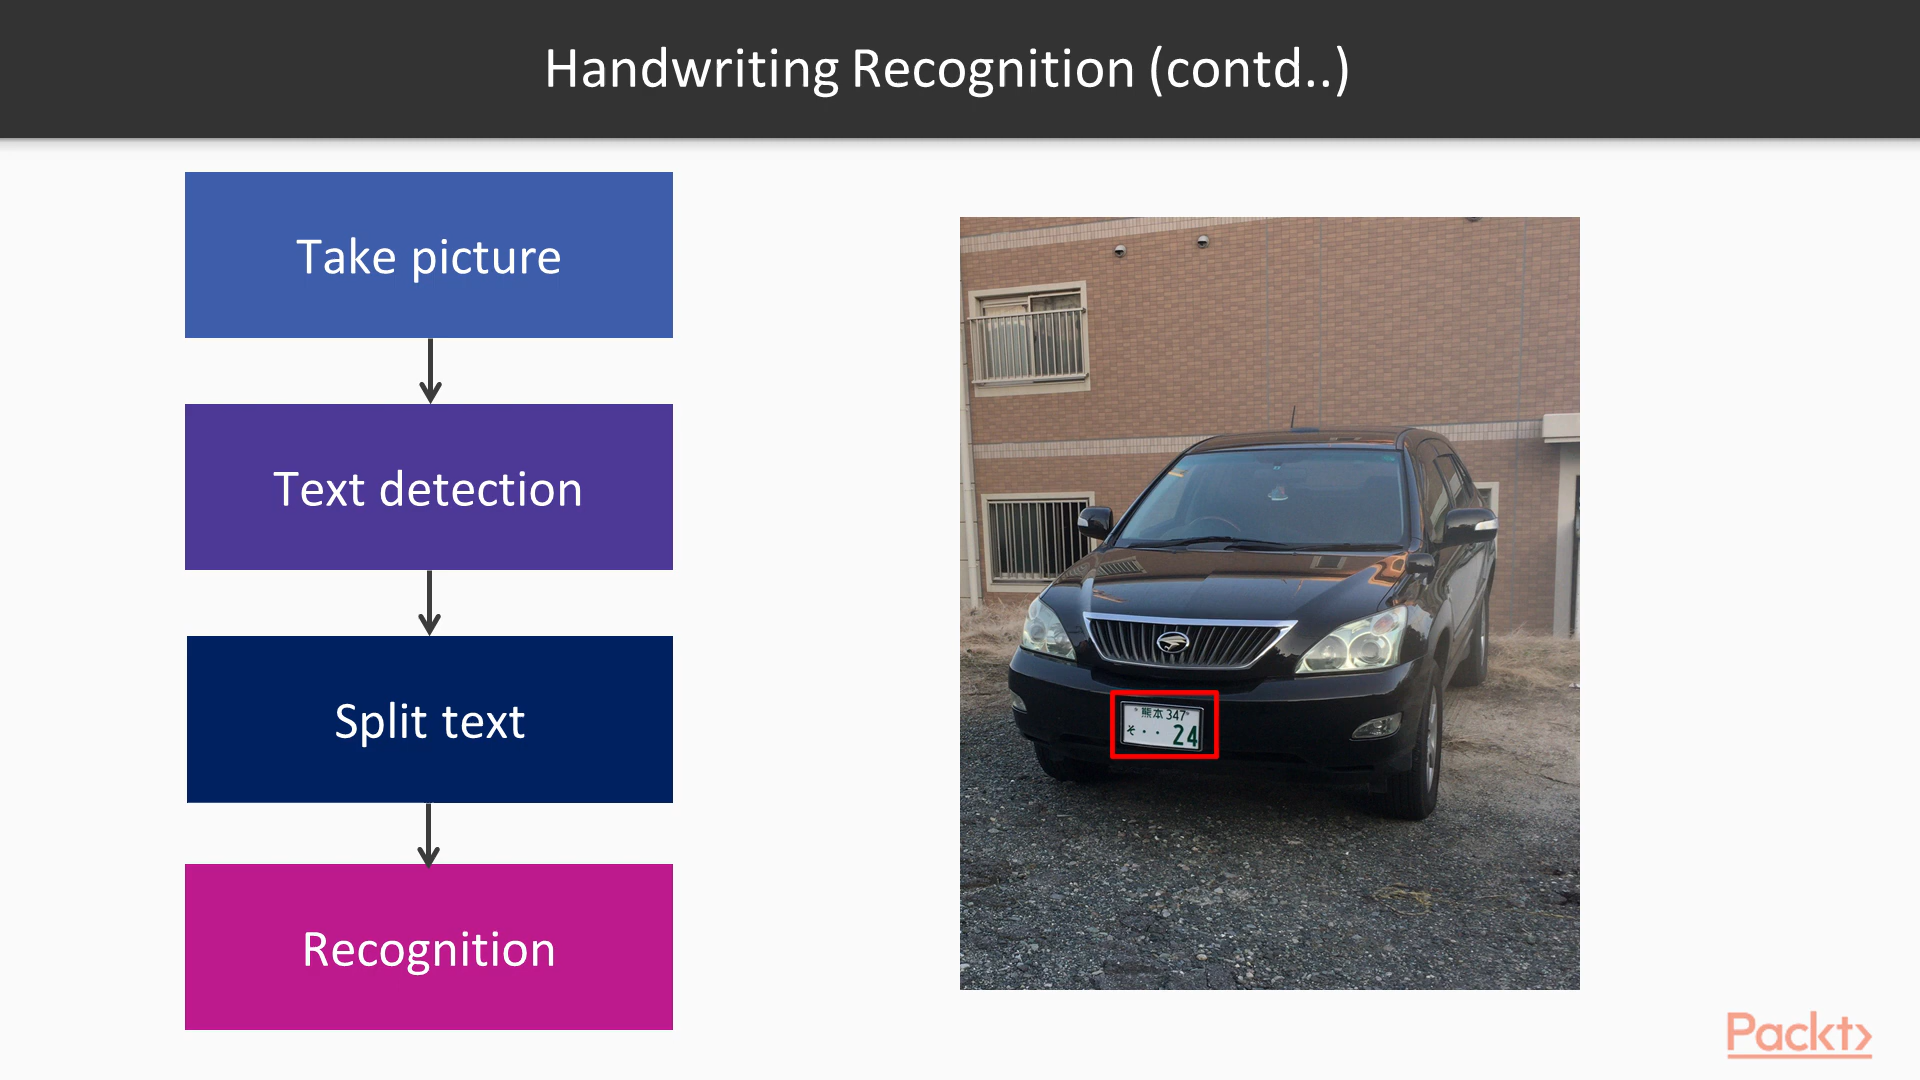 Handwriting Recognition (contd..)
Take picture
Text detection
Split text
Recognition
熊本 347
そ ・・ 24
Packt>